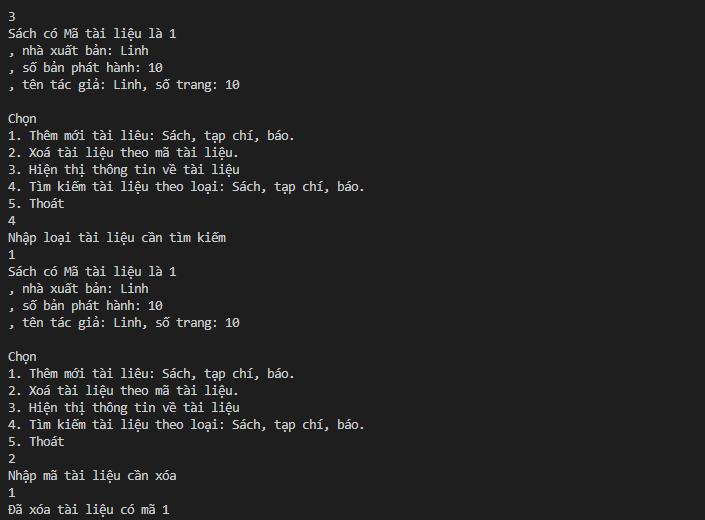 3
Sách có Mã tài liệu là 1
, nhà xuất bản: Linh
, số bản phát hành: 10
, tên tác giả: Linh, số trang: 10
Chọn
1. Thêm mới tài liêu: Sách, tạp chí, báo.
2. Xoá tài liệu theo mã tài liệu.
3. Hiện thị thông tin về tài liệu
4. Tìm kiếm tài liệu theo loại: Sách, tạp chí, báo.
5. Thoát
4
Nhập loại tài liệu cần tìm kiếm
1
Sách có Mã tài liệu là 1
, nhà xuất bản: Linh
, số bản phát hành: 10
, tên tác giả: Linh, số trang: 10
Chọn
1. Thêm mới tài liêu: Sách, tạp chí, báo.
2. Xoá tài liệu theo mã tài liệu.
3. Hiện thị thông tin về tài liệu
4. Tìm kiếm tài liệu theo loại: Sách, tạp chí, báo.
5. Thoát
2
Nhập mã tài liệu cần xóa
1
Đã xóa tài liệu có mã 1